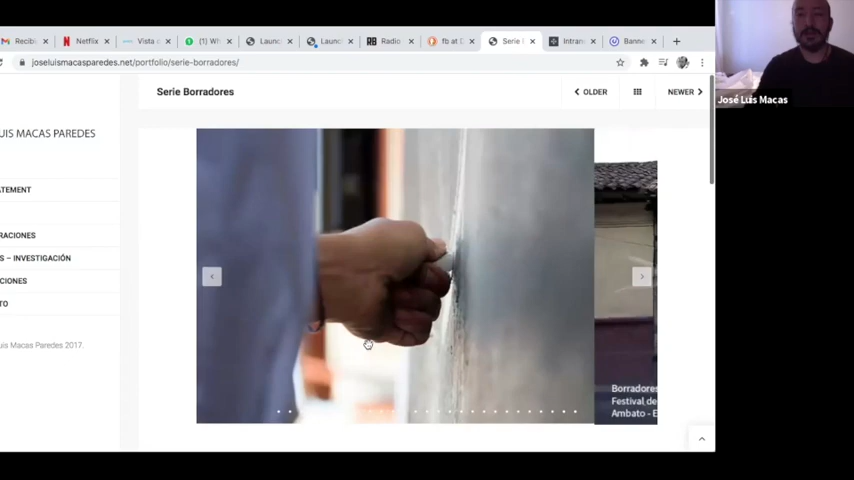 Recibi
Netflix
Vista c
(1) Wh
Launc
Launc
Radio
fb at D
Serie I
Intran
Banne
joseluismacasparedes.net/portfolio/serie-borradores/
José Luis Macas
Serie Borradores
OLDER
NEWER
UIS MACAS PAREDES
ATEMENT
RACIONES
S – INVESTIGACIÓN
CIONES
TO
uis Macas Paredes 2017.
Borradores
Festival de
Ambato - E